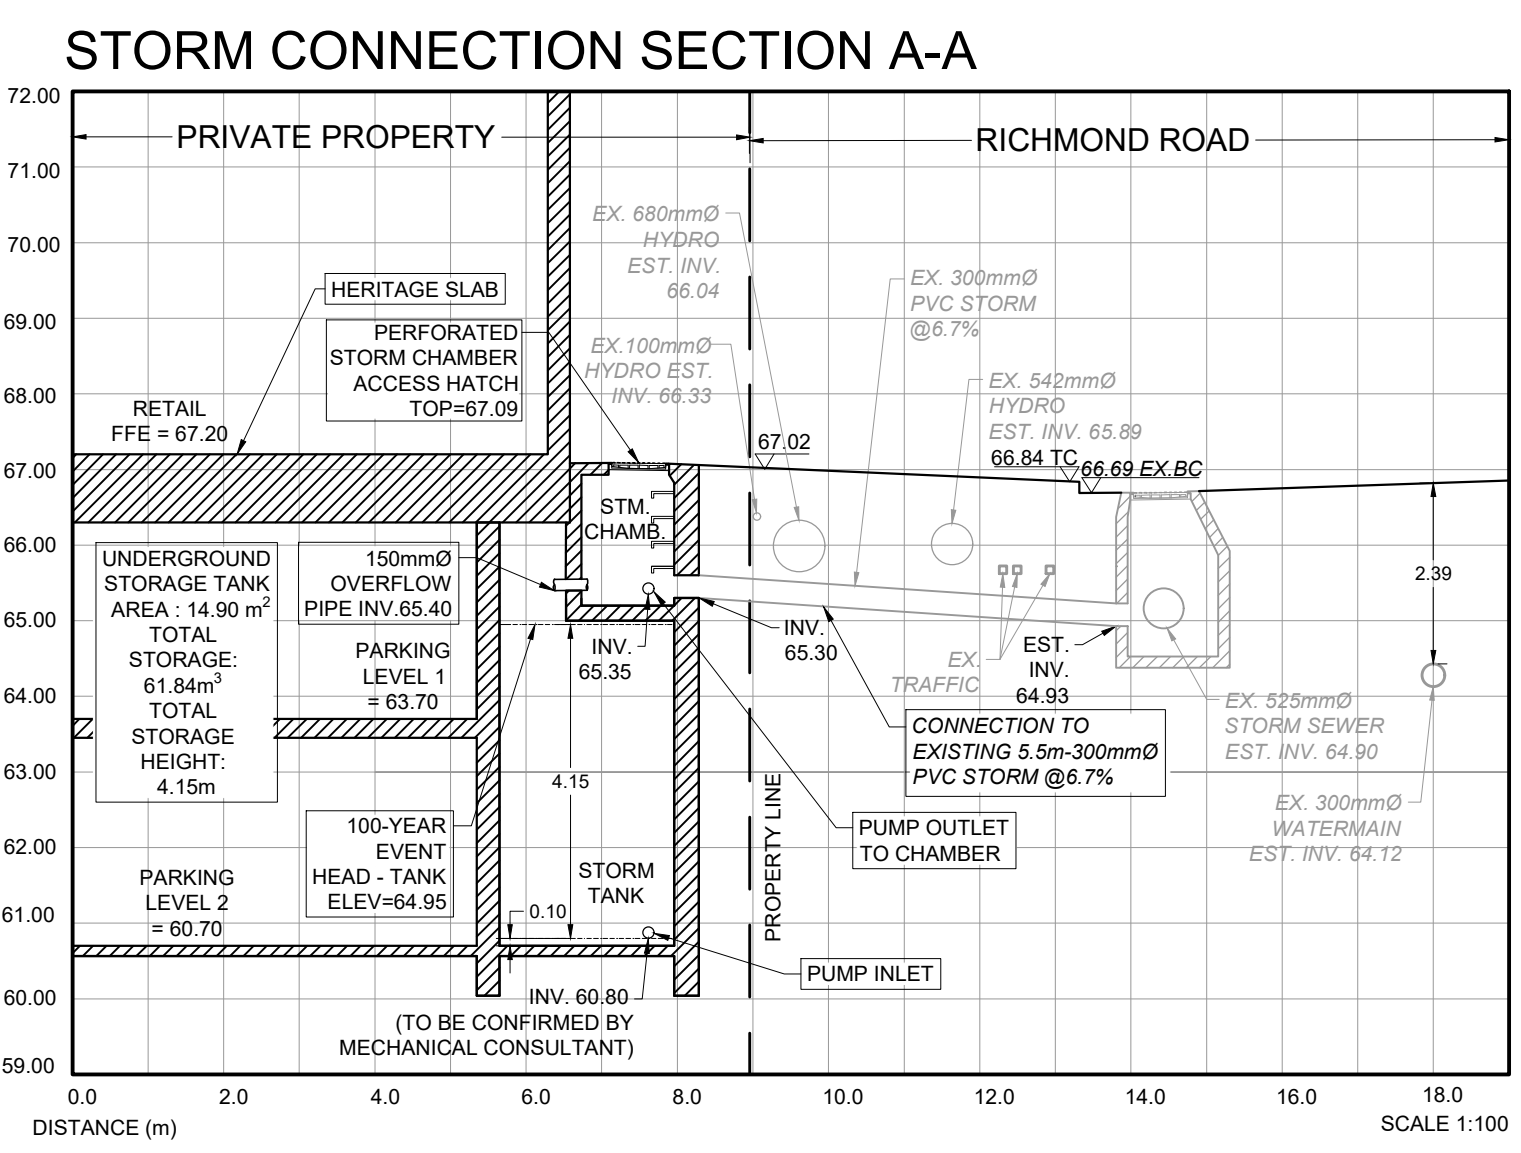 STORM CONNECTION SECTION A-A
72.00
71.00
70.00
69.00
68.00
67.00
66.00
65.00
64.00
63.00
62.00
61.00
60.00
59.00
PRIVATE PROPERTY
RICHMOND ROAD
EX. 680mmØ
HYDRO
EST. INV.
66.04
HERITAGE SLAB
PERFORATED
STORM CHAMBER
ACCESS HATCH
TOP=67.09
EX.100mmØ
HYDRO EST.
INV. 66.33
EX. 300mmØ
PVC STORM
@6.7%
EX. 542mmØ
HYDRO
EST. INV. 65.89
RETAIL
FFE = 67.20
67.02
66.84 TC
66.69 EX.BC
STM.
CHAMB.
UNDERGROUND
STORAGE TANK
AREA : 14.90 m²
TOTAL
STORAGE:
61.84m³
TOTAL
STORAGE
HEIGHT:
4.15m
150mmØ
OVERFLOW
PIPE INV.65.40
PARKING
LEVEL 1
= 63.70
INV.
65.35
INV.
65.30
EX.
TRAFFIC
EST.
INV.
64.93
2.39
CONNECTION TO
EXISTING 5.5m-300mmØ
PVC STORM @6.7%
EX. 525mmØ
STORM SEWER
EST. INV. 64.90
4.15
100-YEAR
EVENT
HEAD - TANK
ELEV=64.95
PROPERTY LINE
PUMP OUTLET
TO CHAMBER
EX. 300mmØ
WATERMAIN
EST. INV. 64.12
PARKING
LEVEL 2
= 60.70
STORM
TANK
0.10
PUMP INLET
INV. 60.80
(TO BE CONFIRMED BY
MECHANICAL CONSULTANT)
0.0 2.0 4.0 6.0 8.0 10.0 12.0 14.0 16.0 18.0
DISTANCE (m)
SCALE 1:100